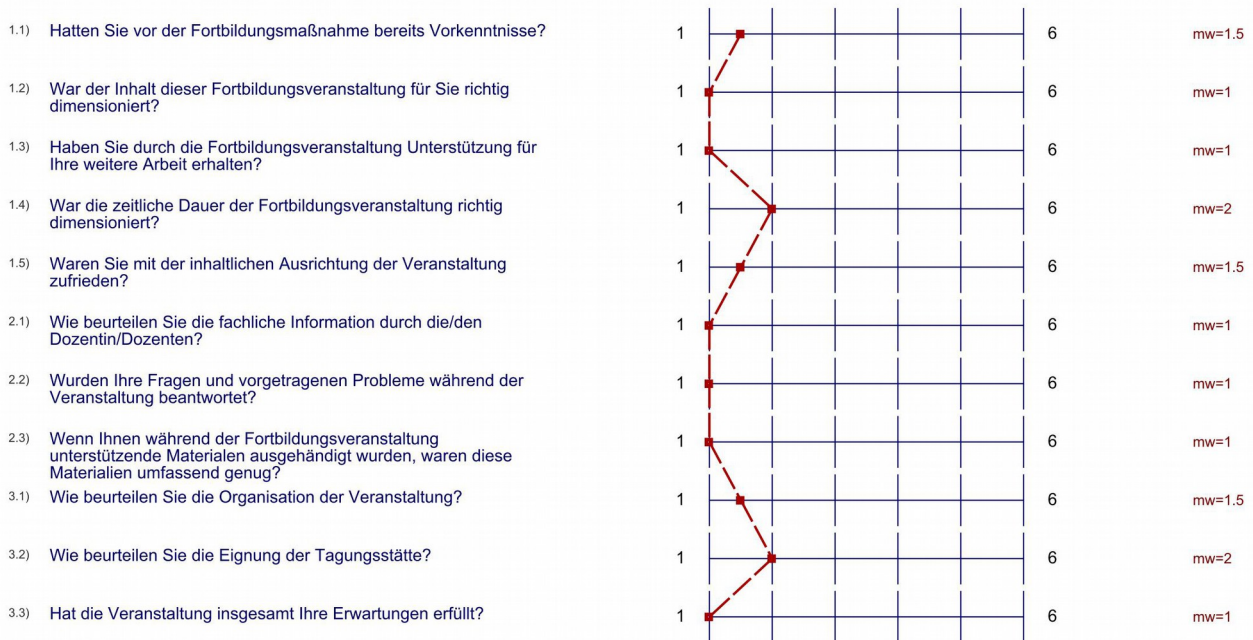 1.1) Hatten Sie vor der Fortbildungsmaßnahme bereits Vorkenntnisse? 1 6 mw=1.5
1.2) War der Inhalt dieser Fortbildungsveranstaltung für Sie richtig 1 6 mw=1
dimensioniert?
1.3) Haben Sie durch die Fortbildungsveranstaltung Unterstützung für 1 6 mw=1
Ihre weitere Arbeit erhalten?
1.4) War die zeitliche Dauer der Fortbildungsveranstaltung richtig 1 6 mw=2
dimensioniert?
1.5) Waren Sie mit der inhaltlichen Ausrichtung der Veranstaltung 1 6 mw=1.5
zufrieden?
2.1) Wie beurteilen Sie die fachliche Information durch die/den 1 6 mw=1
Dozentin/Dozenten?
2.2) Wurden Ihre Fragen und vorgetragenen Probleme während der 1 6 mw=1
Veranstaltung beantwortet?
2.3) Wenn Ihnen während der Fortbildungsveranstaltung 1 6 mw=1
unterstützende Materialen ausgehändigt wurden, waren diese
Materialien umfassend genug?
3.1) Wie beurteilen Sie die Organisation der Veranstaltung? 1 6 mw=1.5
3.2) Wie beurteilen Sie die Eignung der Tagungsstätte? 1 6 mw=2
3.3) Hat die Veranstaltung insgesamt Ihre Erwartungen erfüllt? 1 6 mw=1